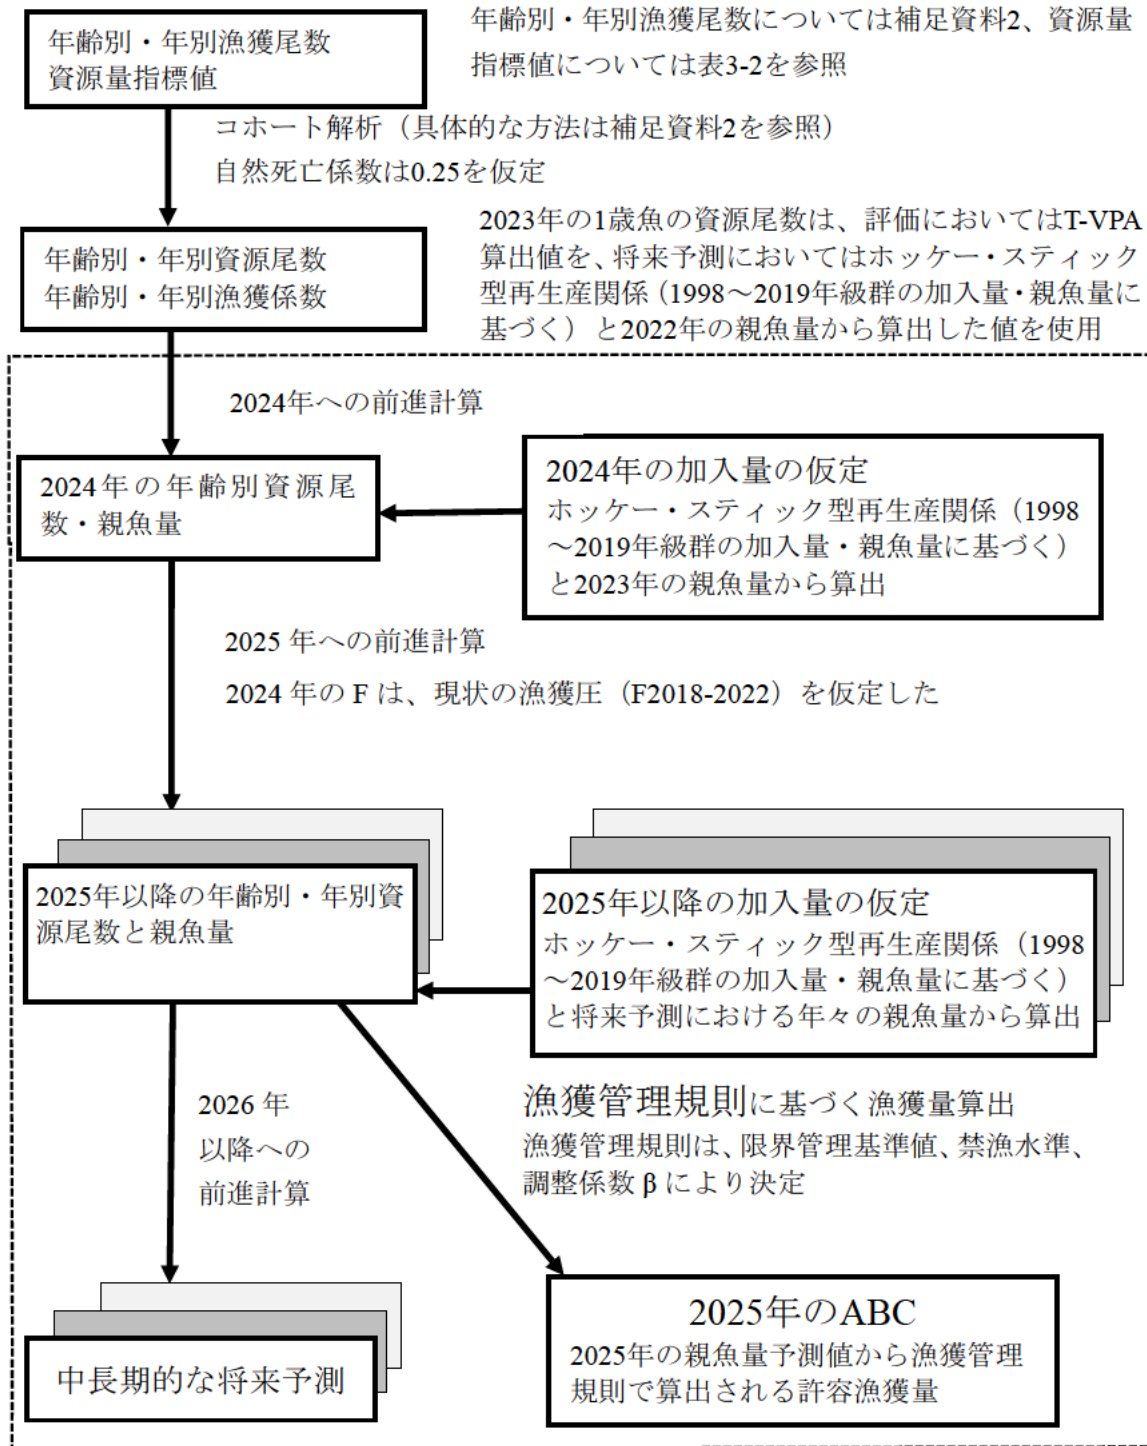 年齢別・年別漁獲尾数
資源量指標値
年齢別・年別漁獲尾数については補足資料2、資源量
指標値については表3-2を参照
コホート解析（具体的な方法は補足資料2を参照）
自然死亡係数は0.25を仮定
年齢別・年別資源尾数
年齢別・年別漁獲係数
2023年の1歳魚の資源尾数は、評価においてはT-VPA
算出値を、将来予測においてはホッケー・スティック
型再生産関係（1998～2019年級群の加入量・親魚量に
基づく）と2022年の親魚量から算出した値を使用
2024年への前進計算
2024年の年齢別資源尾
数・親魚量
2024年の加入量の仮定
ホッケー・スティック型再生産関係（1998
～2019年級群の加入量・親魚量に基づく）
と2023年の親魚量から算出
2025 年への前進計算
2024 年の F は、現状の漁獲圧（F2018-2022）を仮定した
2025年以降の年齢別・年別資
源尾数と親魚量
2025年以降の加入量の仮定
ホッケー・スティック型再生産関係（1998
～2019年級群の加入量・親魚量に基づく）
と将来予測における年々の親魚量から算出
2026 年
以降への
前進計算
漁獲管理規則に基づく漁獲量算出
漁獲管理規則は、限界管理基準値、禁漁水準、
調整係数 β により決定
中長期的な将来予測
2025年のABC
2025年の親魚量予測値から漁獲管理
規則で算出される許容漁獲量